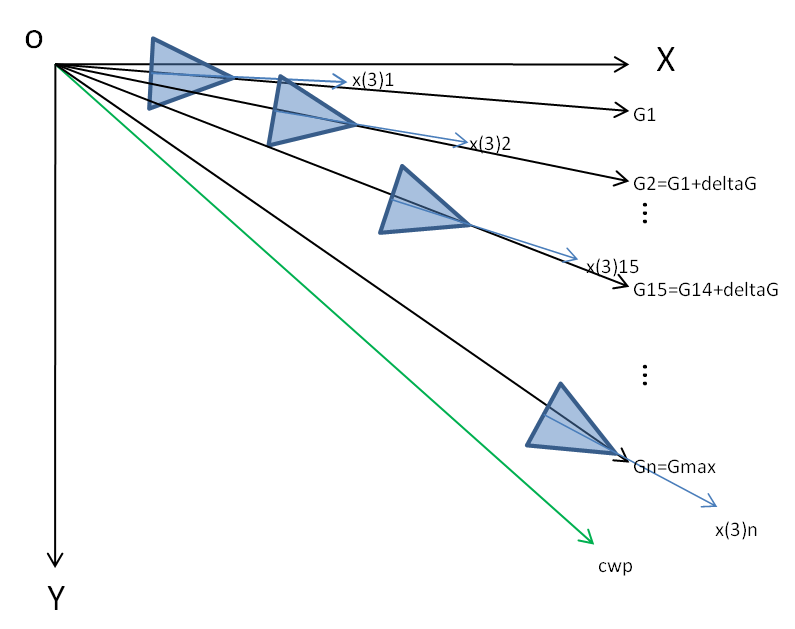 O
X
x(3)1
G1
x(3)2
G2=G1+deltaG
⋮
x(3)15
G15=G14+deltaG
⋮
Gn=Gmax
x(3)n
cwp
Y